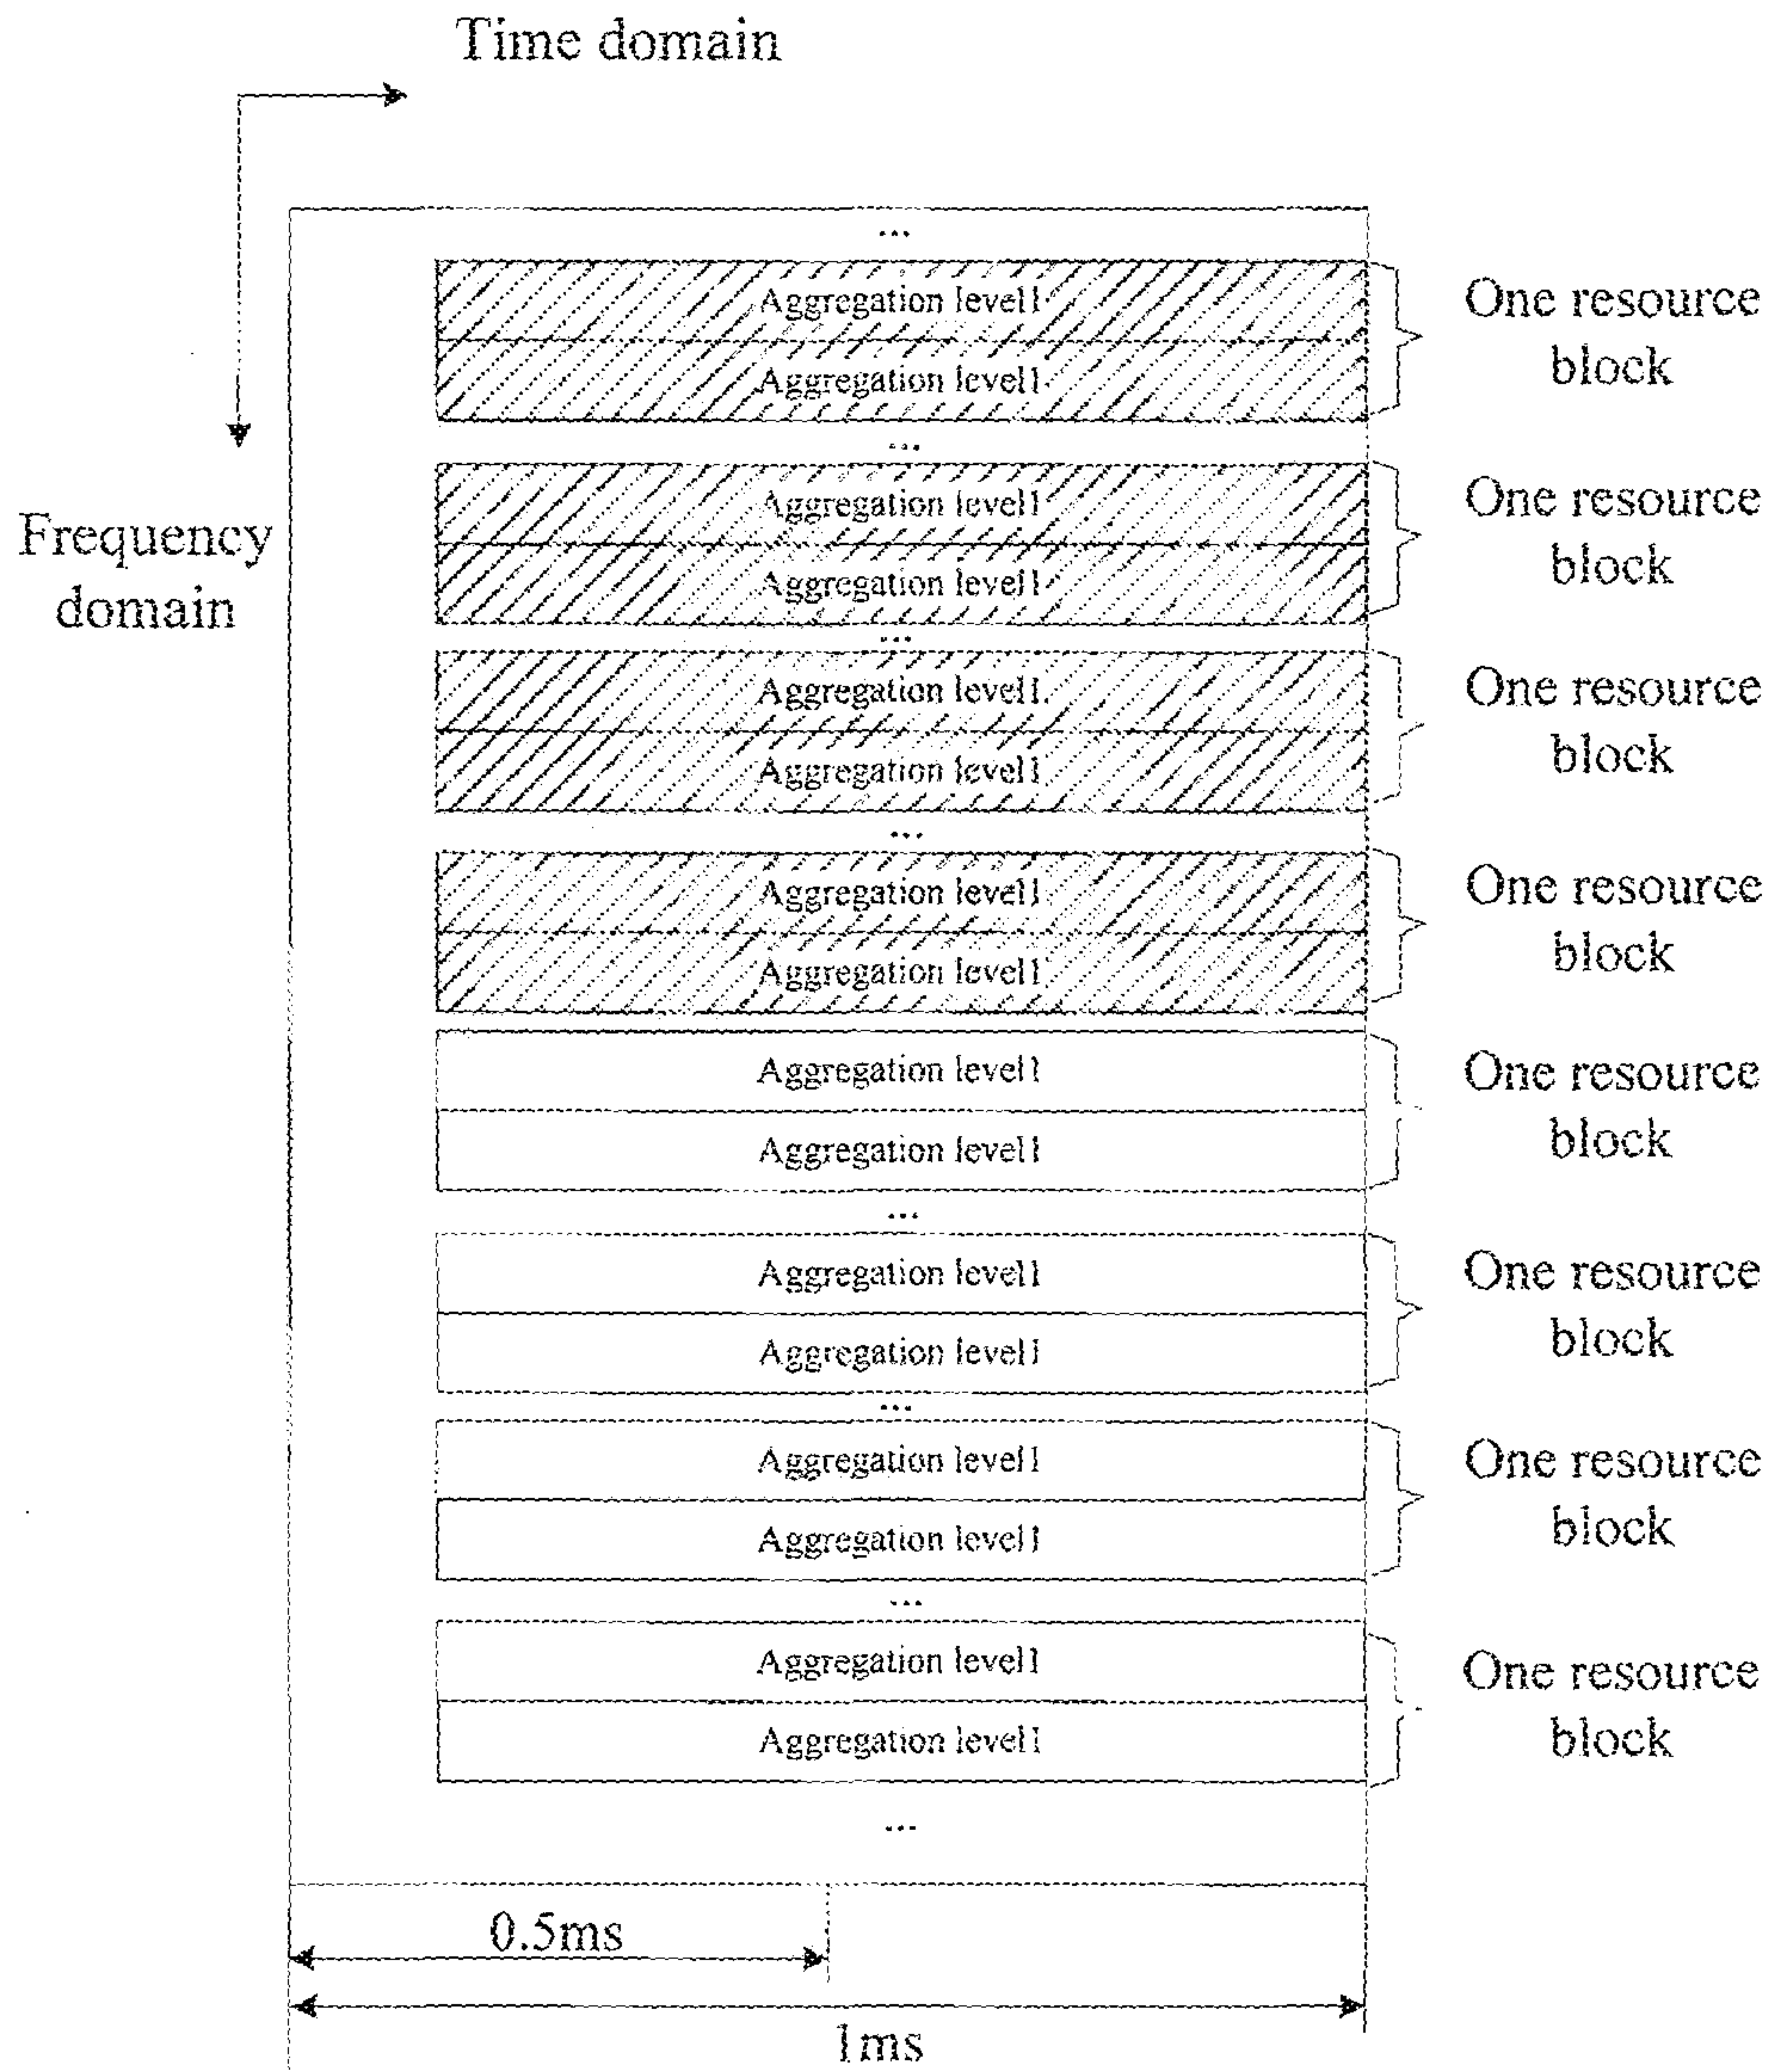 Time domain
...
Aggregation level1
Aggregation level1
One resource
block
...
Aggregation level1
Aggregation level1
One resource
block
Frequency
domain
...
Aggregation level1
Aggregation level1
One resource
block
...
Aggregation level1
Aggregation level1
One resource
block
Aggregation level1
Aggregation level1
One resource
block
...
Aggregation level1
Aggregation level1
One resource
block
...
Aggregation level1
Aggregation level1
One resource
block
...
Aggregation level1
Aggregation level1
One resource
block
...
0.5ms
1ms